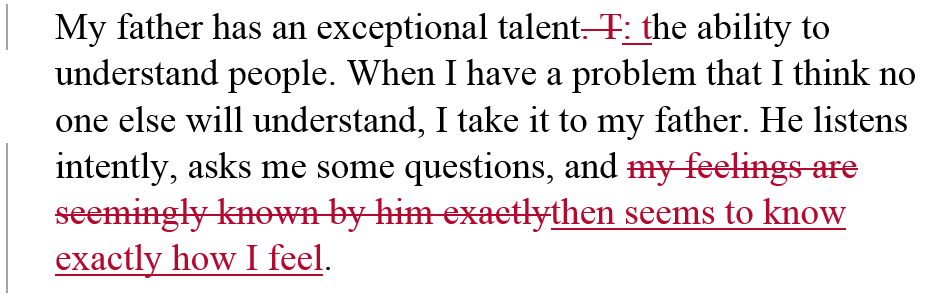 My father has an exceptional talent. T: the ability to
understand people. When I have a problem that I think no
one else will understand, I take it to my father. He listens
intently, asks me some questions, and my feelings are
seemingly known by him exactlythen seems to know
exactly how I feel.